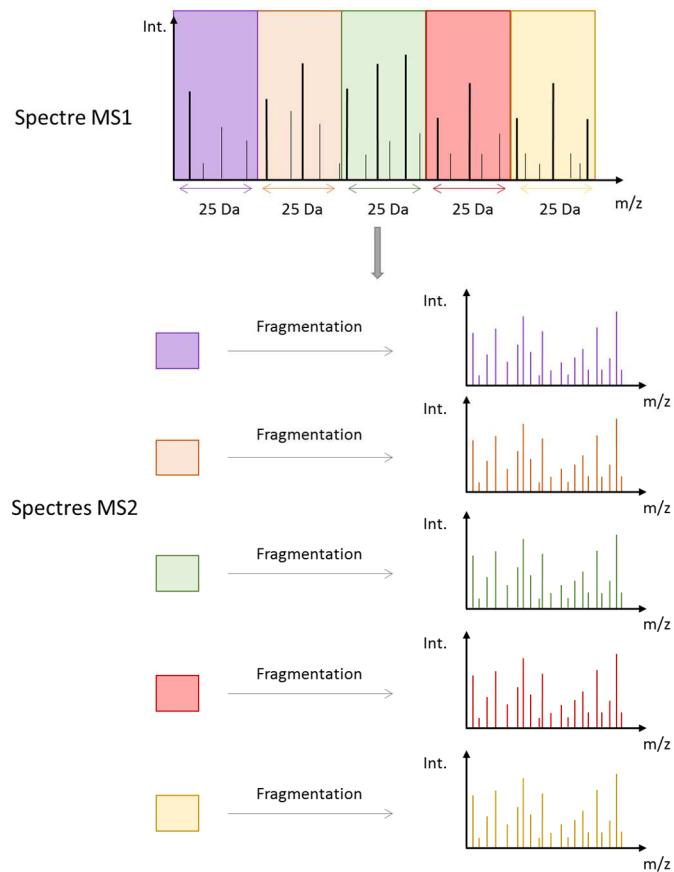 Int.
Spectre MS1
25 Da 25 Da 25 Da 25 Da 25 Da
m/z
Int.
Fragmentation
m/z
Int.
Fragmentation
m/z
Spectres MS2
Int.
Fragmentation
m/z
Int.
Fragmentation
m/z
Int.
Fragmentation
m/z